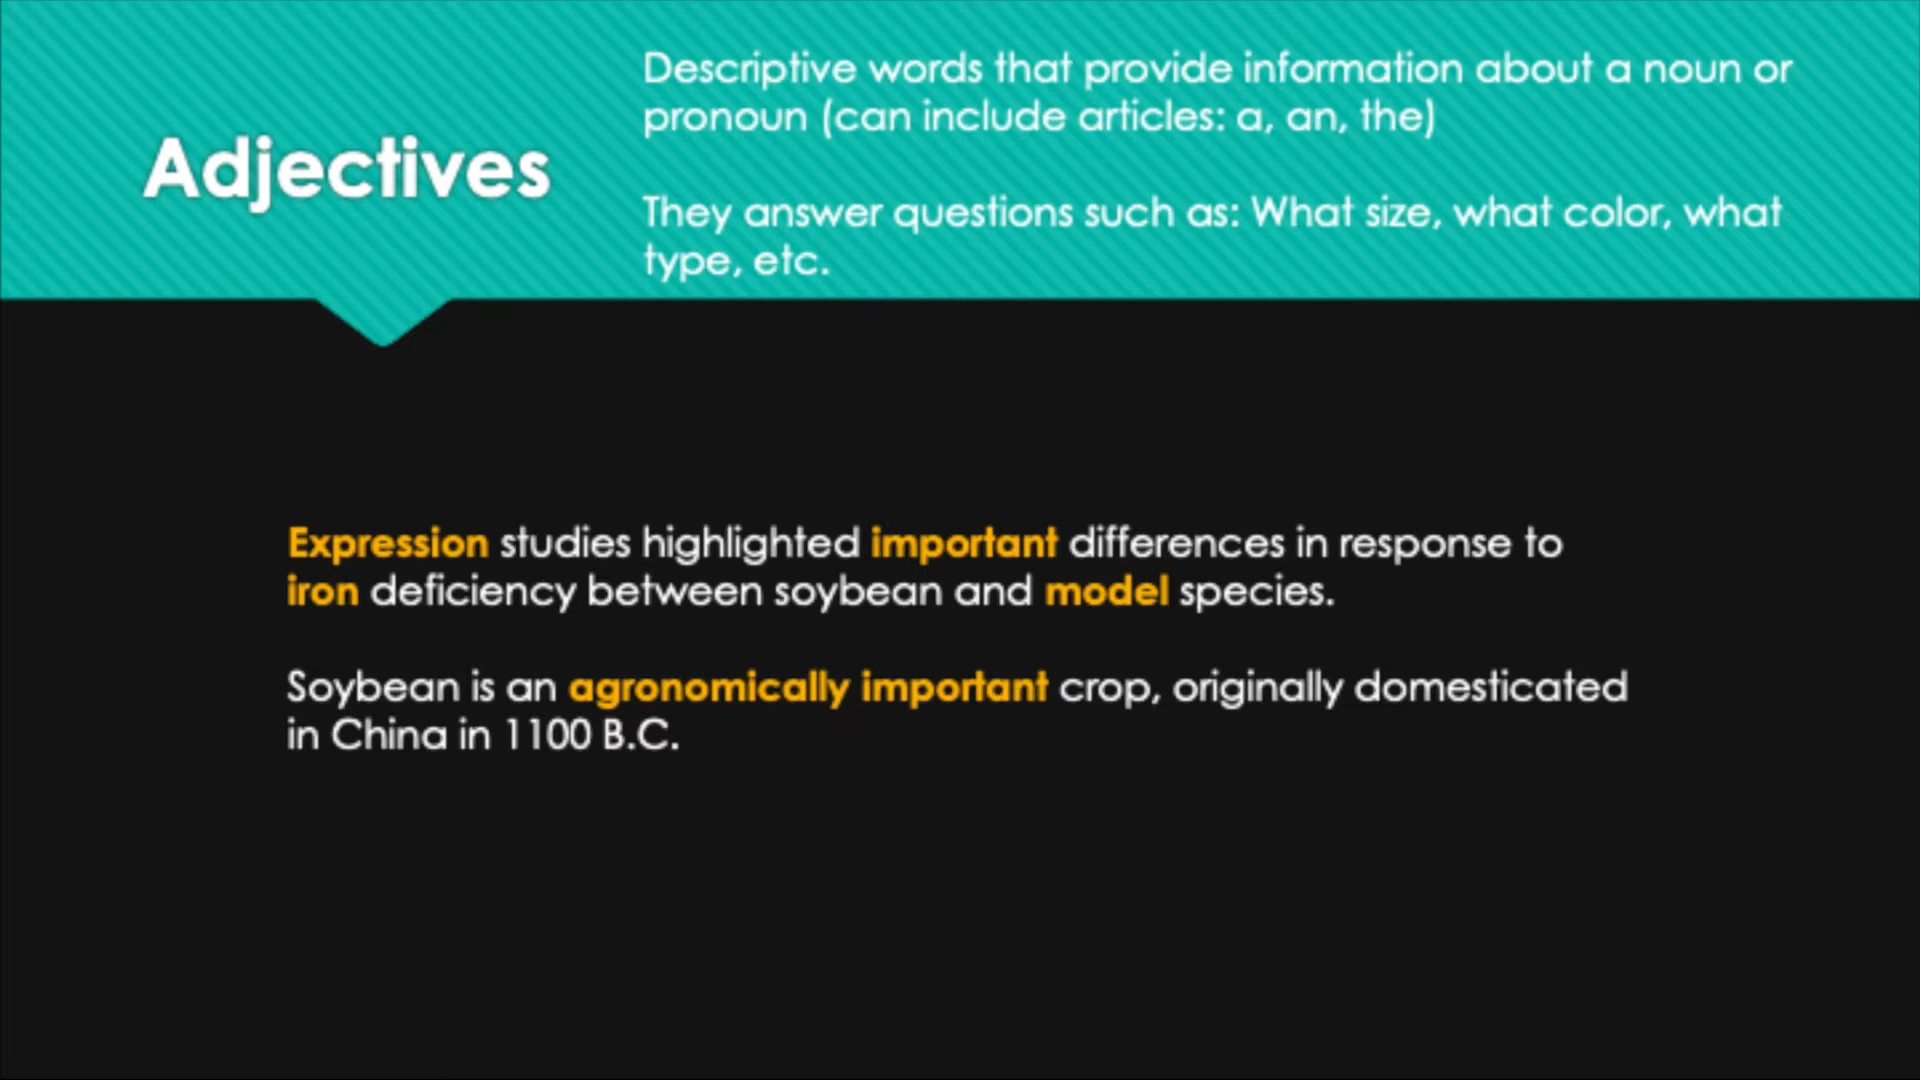 Adjectives
Descriptive words that provide information about a noun or
pronoun (can include articles: a, an, the)
They answer questions such as: What size, what color, what
type, etc.
Expression studies highlighted important differences in response to
iron deficiency between soybean and model species.
Soybean is an agronomically important crop, originally domesticated
in China in 1100 B.C.